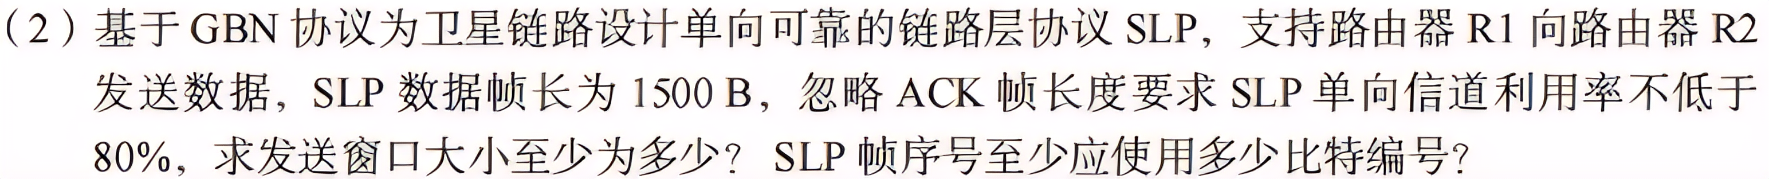 （2）基于 GBN 协议为卫星链路设计单向可靠的链路层协议 SLP，支持路由器 R1 向路由器 R2
发送数据，SLP 数据帧长为 1500 B，忽略 ACK 帧长度要求 SLP 单向信道利用率不低于
80%，求发送窗口大小至少为多少？ SLP 帧序号至少应使用多少比特编号？